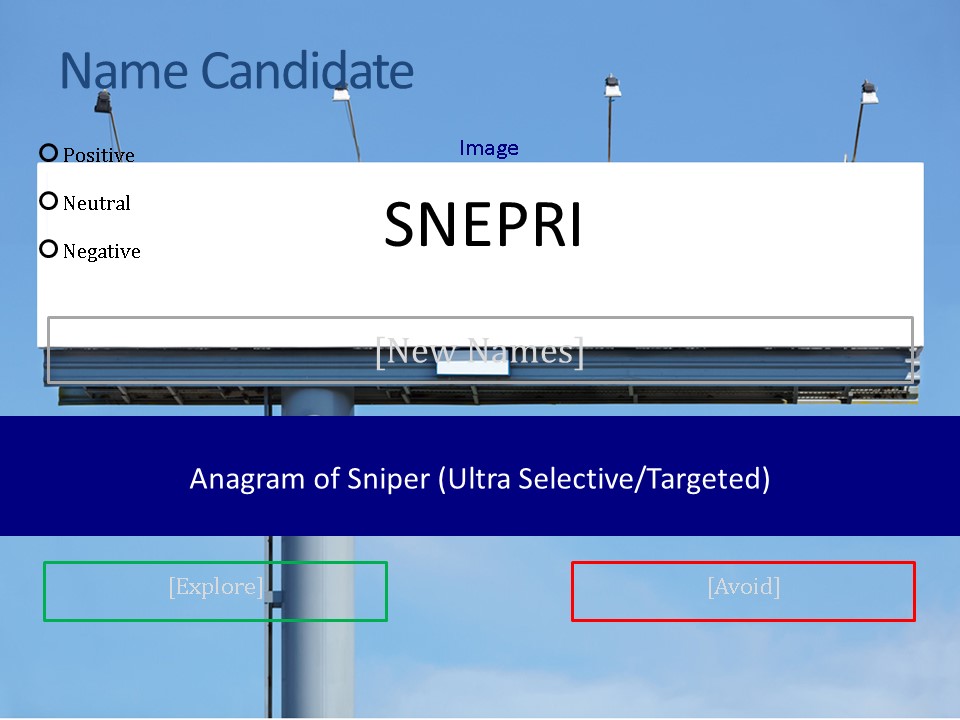 Name Candidate
Image
Positive
Neutral
Negative
SNEPRI
[New Names]
Anagram of Sniper (Ultra Selective/Targeted)
[Explore]
[Avoid]